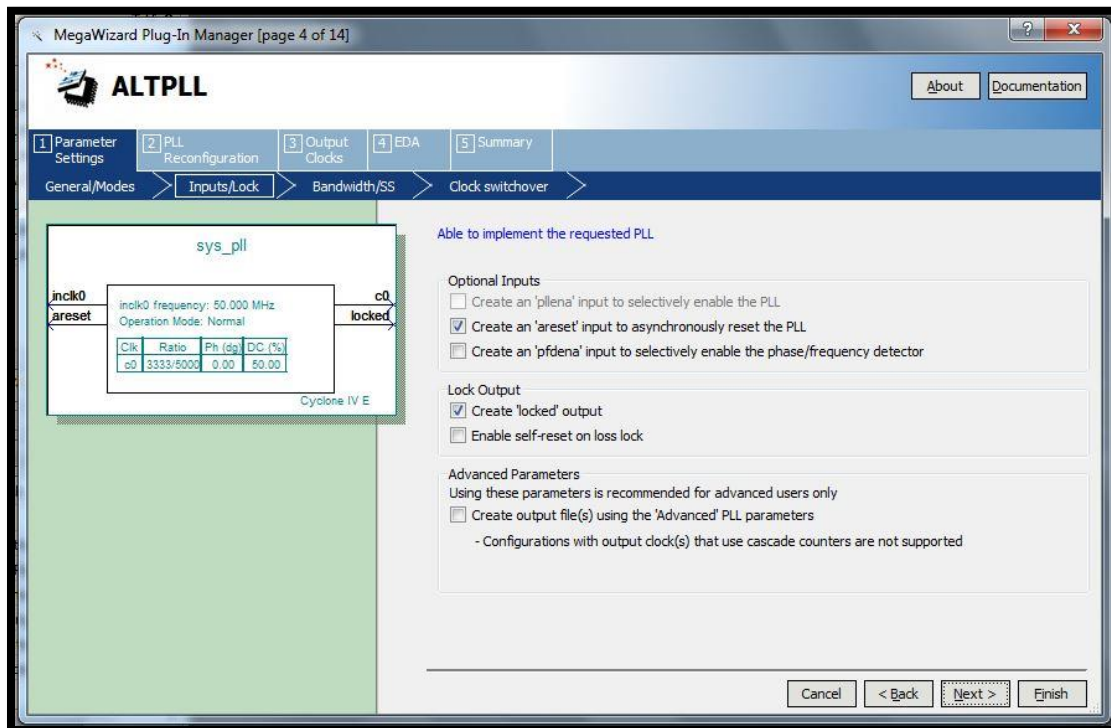 MegaWizard Plug-In Manager [page 4 of 14]
ALTPLL
About
Documentation
1 Parameter Settings
2 PLL Reconfiguration
3 Output Clocks
4 EDA
5 Summary
General/Modes
Inputs/Lock
Bandwidth/SS
Clock switchover
sys_pll
inclk0
areset
inclk0 frequency: 50.000 MHz
Operation Mode: Normal
Clk Ratio Ph (dg) DC (%)
c0 3333/5000 0.00 50.00
c0
locked
Cyclone IV E
Able to implement the requested PLL
Optional Inputs
Create an 'pllena' input to selectively enable the PLL
Create an 'areset' input to asynchronously reset the PLL
Create an 'pfdena' input to selectively enable the phase/frequency detector
Lock Output
Create 'locked' output
Enable self-reset on loss lock
Advanced Parameters
Using these parameters is recommended for advanced users only
Create output file(s) using the 'Advanced' PLL parameters
- Configurations with output clock(s) that use cascade counters are not supported
Cancel
< Back
Next >
Finish